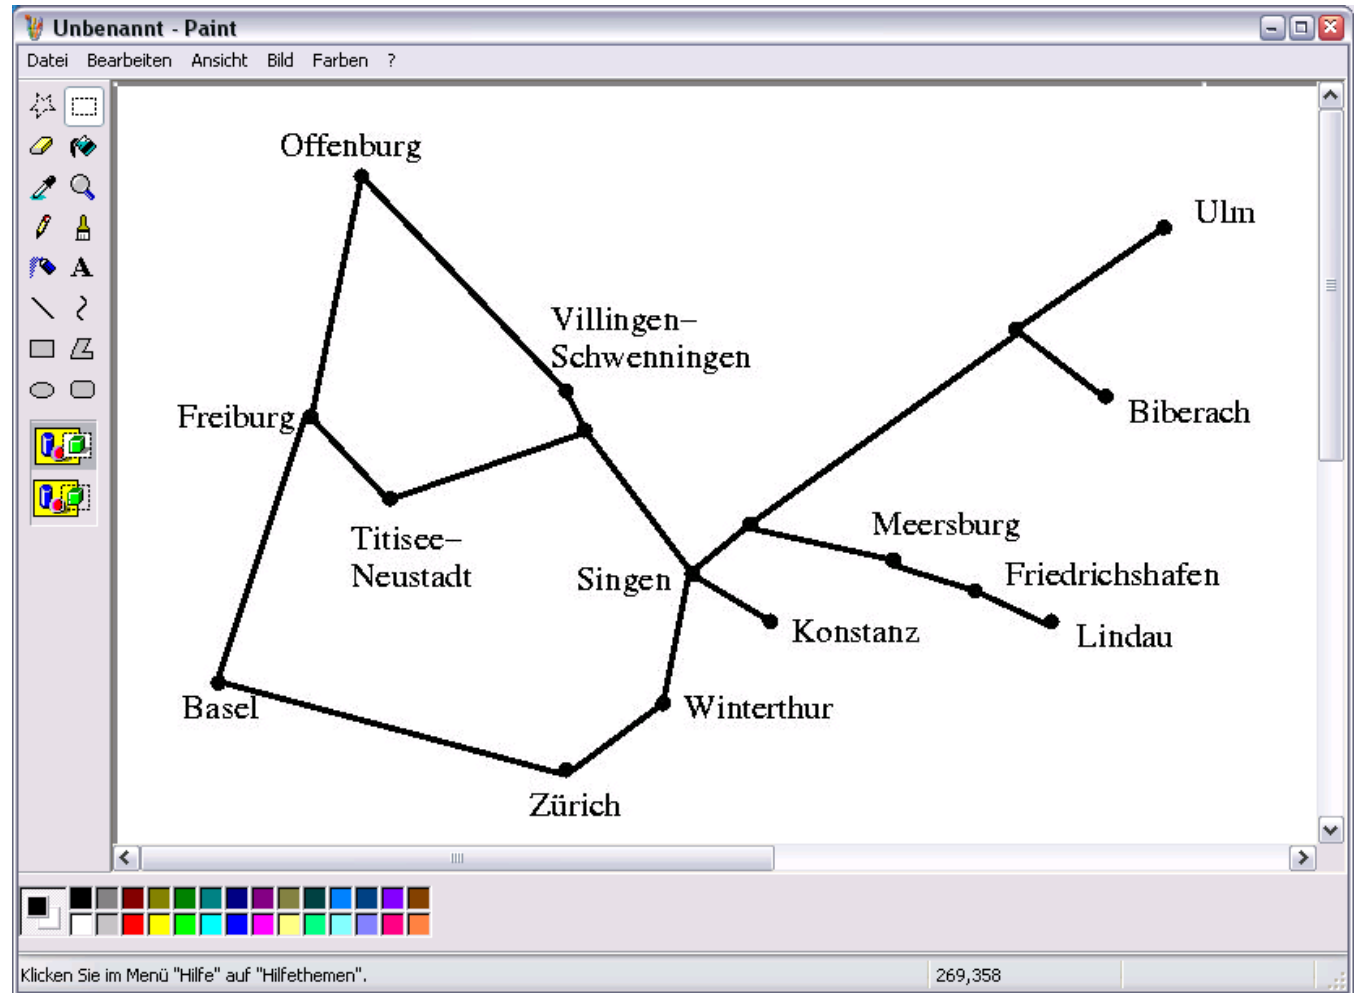 Unbenannt - Paint
Datei Bearbeiten Ansicht Bild Farben ?
A
Offenburg
Ulm
Villingen–
Schwenningen
Freiburg
Biberach
Titisee–
Neustadt
Meersburg
Singen
Friedrichshafen
Konstanz
Lindau
Basel
Winterthur
Zürich
Klicken Sie im Menü "Hilfe" auf "Hilfethemen".
269,358